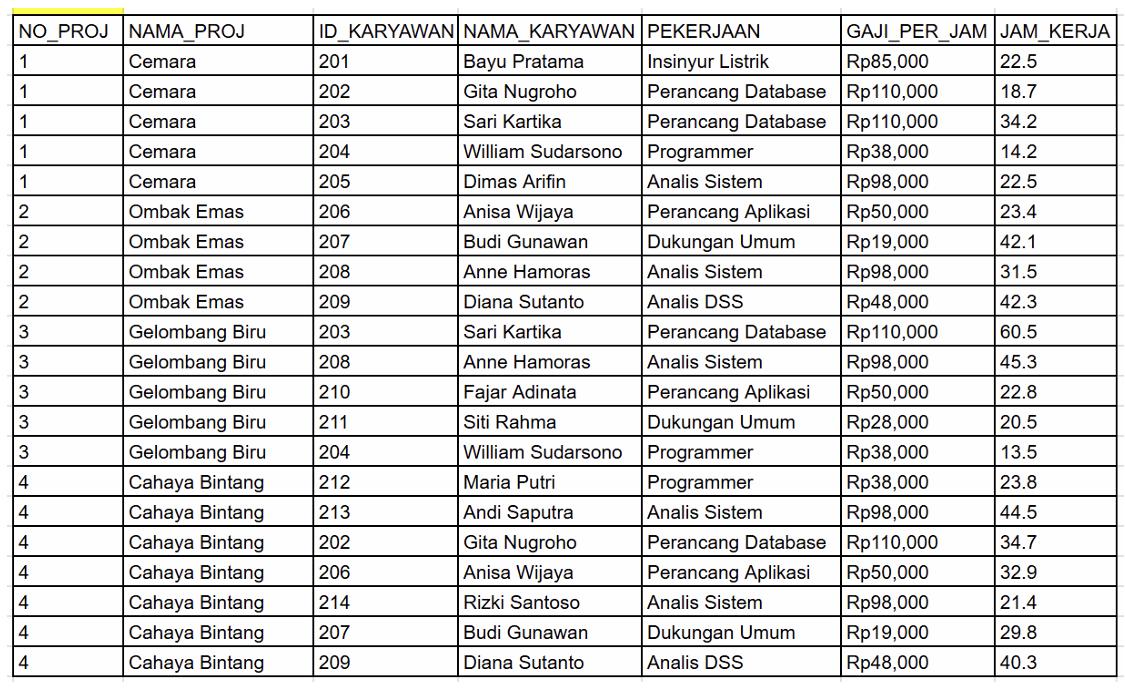 NO_PROJ NAMA_PROJ ID_KARYAWAN NAMA_KARYAWAN PEKERJAAN GAJI_PER_JAM JAM_KERJA
1 Cemara 201 Bayu Pratama Insinyur Listrik Rp85,000 22.5
1 Cemara 202 Gita Nugroho Perancang Database Rp110,000 18.7
1 Cemara 203 Sari Kartika Perancang Database Rp110,000 34.2
1 Cemara 204 William Sudarsono Programmer Rp38,000 14.2
1 Cemara 205 Dimas Arifin Analis Sistem Rp98,000 22.5
2 Ombak Emas 206 Anisa Wijaya Perancang Aplikasi Rp50,000 23.4
2 Ombak Emas 207 Budi Gunawan Dukungan Umum Rp19,000 42.1
2 Ombak Emas 208 Anne Hamoras Analis Sistem Rp98,000 31.5
2 Ombak Emas 209 Diana Sutanto Analis DSS Rp48,000 42.3
3 Gelombang Biru 203 Sari Kartika Perancang Database Rp110,000 60.5
3 Gelombang Biru 208 Anne Hamoras Analis Sistem Rp98,000 45.3
3 Gelombang Biru 210 Fajar Adinata Perancang Aplikasi Rp50,000 22.8
3 Gelombang Biru 211 Siti Rahma Dukungan Umum Rp28,000 20.5
3 Gelombang Biru 204 William Sudarsono Programmer Rp38,000 13.5
4 Cahaya Bintang 212 Maria Putri Programmer Rp38,000 23.8
4 Cahaya Bintang 213 Andi Saputra Analis Sistem Rp98,000 44.5
4 Cahaya Bintang 202 Gita Nugroho Perancang Database Rp110,000 34.7
4 Cahaya Bintang 206 Anisa Wijaya Perancang Aplikasi Rp50,000 32.9
4 Cahaya Bintang 214 Rizki Santoso Analis Sistem Rp98,000 21.4
4 Cahaya Bintang 207 Budi Gunawan Dukungan Umum Rp19,000 29.8
4 Cahaya Bintang 209 Diana Sutanto Analis DSS Rp48,000 40.3